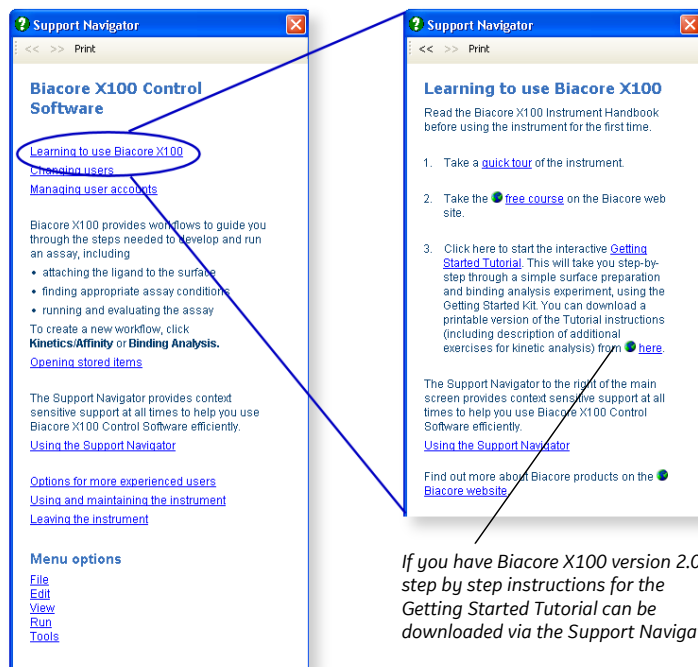 Support Navigator
<< >> Print
Biacore X100 Control
Software
Learning to use Biacore X100
Changing users
Managing user accounts
Biacore X100 provides workflows to guide you
through the steps needed to develop and run
an assay, including
• attaching the ligand to the surface
• finding appropriate assay conditions
• running and evaluating the assay
To create a new workflow, click
Kinetics/Affinity or Binding Analysis.
Opening stored items
The Support Navigator provides context
sensitive support at all times to help you use
Biacore X100 Control Software efficiently.
Using the Support Navigator
Options for more experienced users
Using and maintaining the instrument
Leaving the instrument
Menu options
File
Edit
View
Run
Tools
Support Navigator
<< >> Print
Learning to use Biacore X100
Read the Biacore X100 Instrument Handbook
before using the instrument for the first time.
1. Take a quick tour of the instrument.
2. Take the free course on the Biacore web
site.
3. Click here to start the interactive Getting
Started Tutorial. This will take you step-by-
step through a simple surface preparation
and binding analysis experiment, using the
Getting Started Kit. You can download a
printable version of the Tutorial instructions
(including description of additional
exercises for kinetic analysis) from here.
The Support Navigator to the right of the main
screen provides context sensitive support at all
times to help you use Biacore X100 Control
Software efficiently.
Using the Support Navigator
Find out more about Biacore products on the
Biacore website.
If you have Biacore X100 version 2.0
step by step instructions for the
Getting Started Tutorial can be
downloaded via the Support Naviga